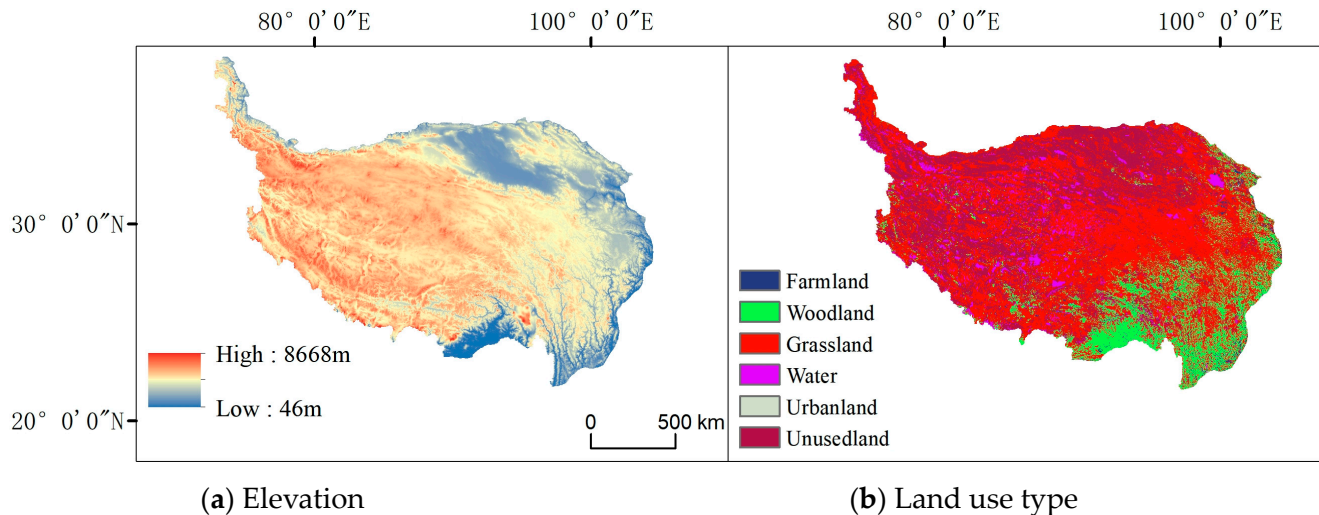 80° 0′0″E 100° 0′0″E 80° 0′0″E 100° 0′0″E
30° 0′0″N
20° 0′0″N
High : 8668m
Low : 46m
0 500 km
Farmland
Woodland
Grassland
Water
Urbanland
Unusedland
(a) Elevation
(b) Land use type